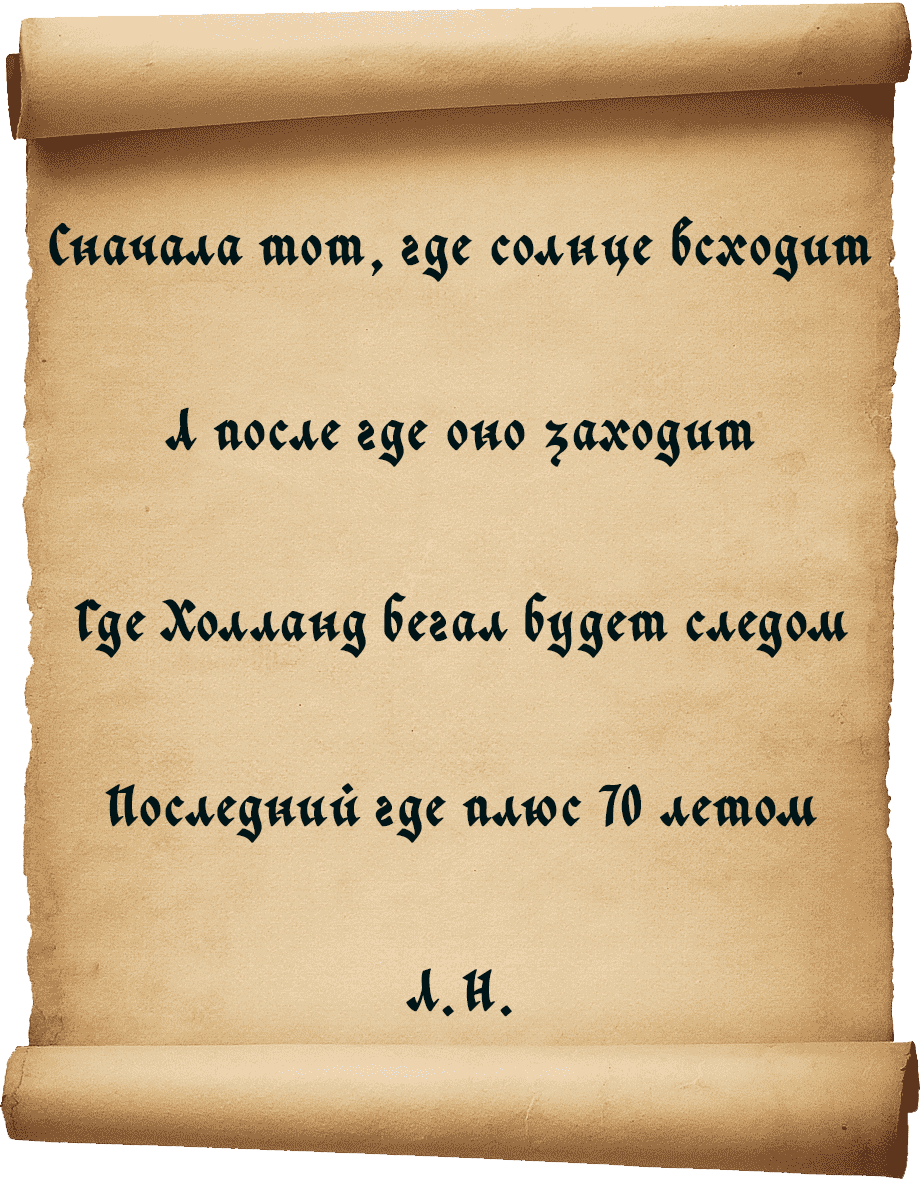 Сначала тот, где солнце всходит
А после где оно заходит
Где Холланд бегал будет следом
Последний где плюс 70 летом
Л.Н.